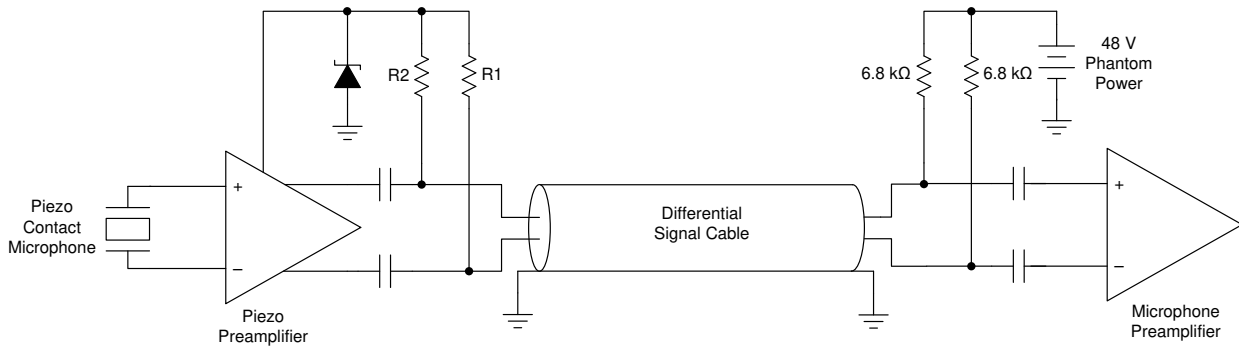 R2
R1
6.8 kΩ
6.8 kΩ
48 V
Phantom
Power
+
−
Piezo
Contact
Microphone
Piezo
Preamplifier
Differential
Signal Cable
+
−
Microphone
Preamplifier